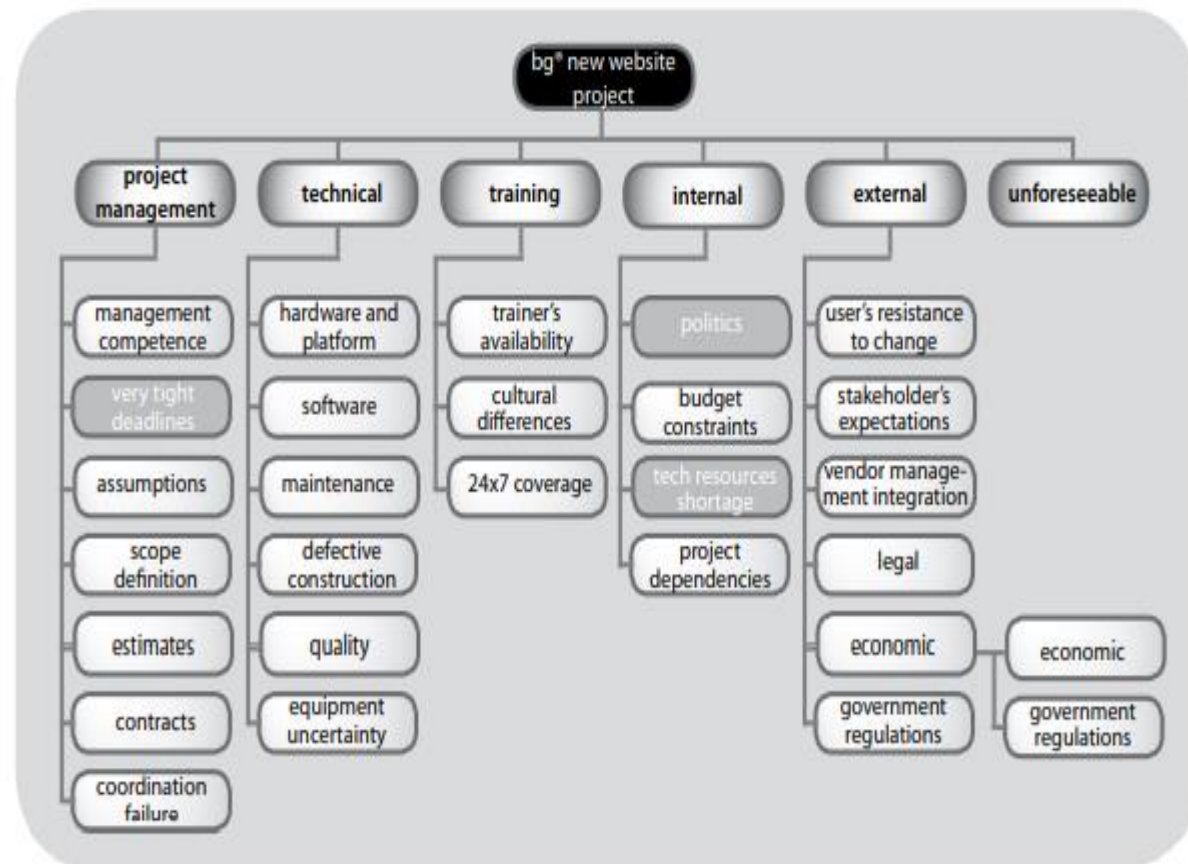 bg® new website
project
project
management
technical
training
internal
external
unforeseeable
management
competence
very tight
deadlines
assumptions
scope
definition
estimates
contracts
coordination
failure
hardware and
platform
software
maintenance
defective
construction
quality
equipment
uncertainty
trainer's
availability
cultural
differences
24x7 coverage
politics
budget
constraints
tech resources
shortage
project
dependencies
user's resistance
to change
stakeholder's
expectations
vendor manage-
ment integration
legal
economic
government
regulations
economic
government
regulations